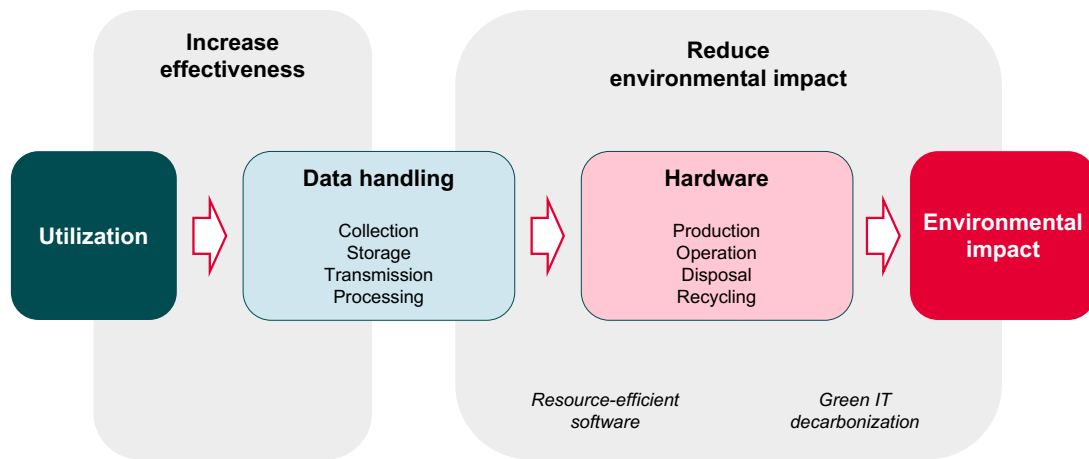 Increase
effectiveness
Reduce
environmental impact
Utilization
Data handling
Collection
Storage
Transmission
Processing
Hardware
Production
Operation
Disposal
Recycling
Environmental
impact
Resource-efficient
software
Green IT
decarbonization